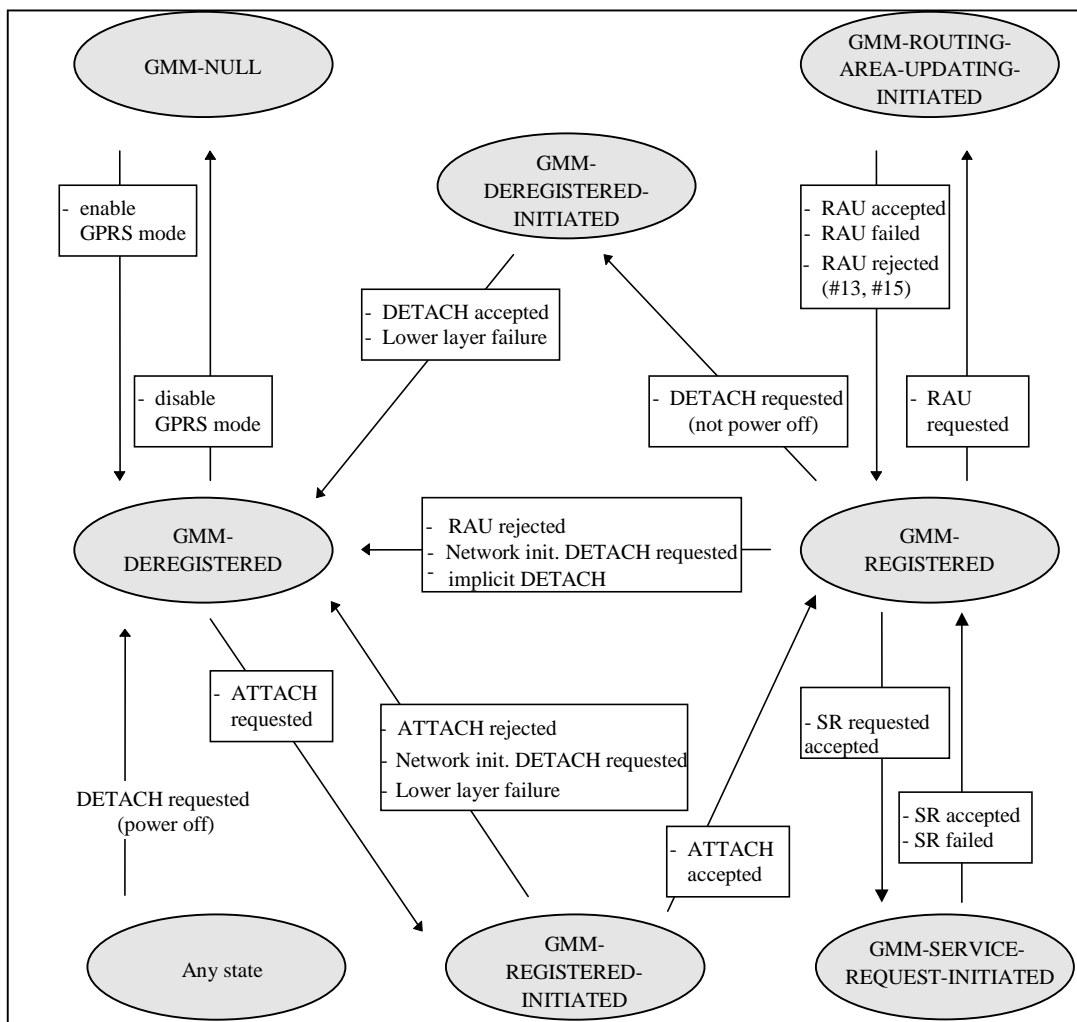 GMM-NULL
GMM-ROUTING-
AREA-UPDATING-
INITIATED
GMM-
DEREGISTERED-
INITIATED
- enable
GPRS mode
- RAU accepted
- RAU failed
- RAU rejected
(#13, #15)
- DETACH accepted
- Lower layer failure
- disable
GPRS mode
- DETACH requested
(not power off)
- RAU
requested
GMM-
DEREGISTERED
- RAU rejected
- Network init. DETACH requested
- implicit DETACH
GMM-
REGISTERED
- ATTACH
requested
- ATTACH rejected
- Network init. DETACH requested
- Lower layer failure
- SR requested
accepted
DETACH requested
(power off)
- ATTACH
accepted
- SR accepted
- SR failed
Any state
GMM-
REGISTERED-
INITIATED
GMM-SERVICE-
REQUEST-INITIATED